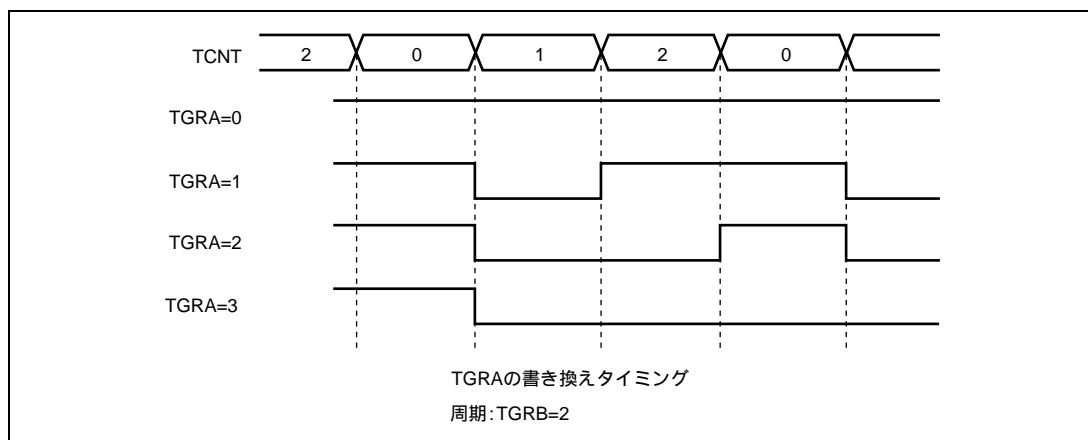 TCNT 2 0 1 2 0
TGRA=0
TGRA=1
TGRA=2
TGRA=3
TGRAの書き換えタイミング
周期:TGRB=2